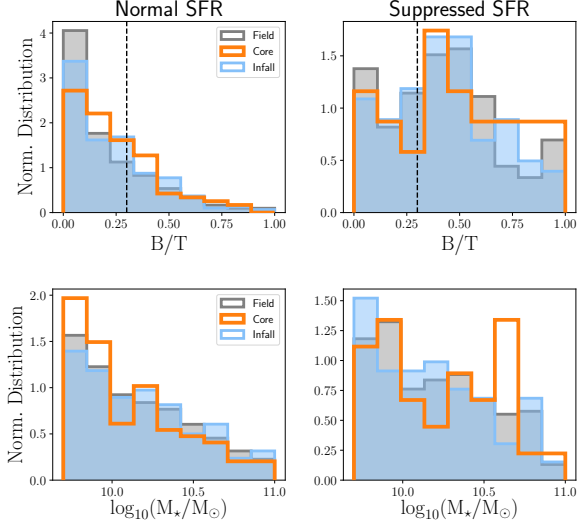 Normal SFR
Suppressed SFR
Norm. Distribution
4
3
2
1
0
Field
Core
Infall
0.00 0.25 0.50 0.75 1.00
B/T
1.5
1.0
0.5
0.0
0.00 0.25 0.50 0.75 1.00
B/T
Norm. Distribution
2.0
1.5
1.0
0.5
0.0
Field
Core
Infall
10.0 10.5 11.0
log₁₀(M⋆/M⊙)
1.50
1.25
1.00
0.75
0.50
0.25
0.00
10.0 10.5 11.0
log₁₀(M⋆/M⊙)